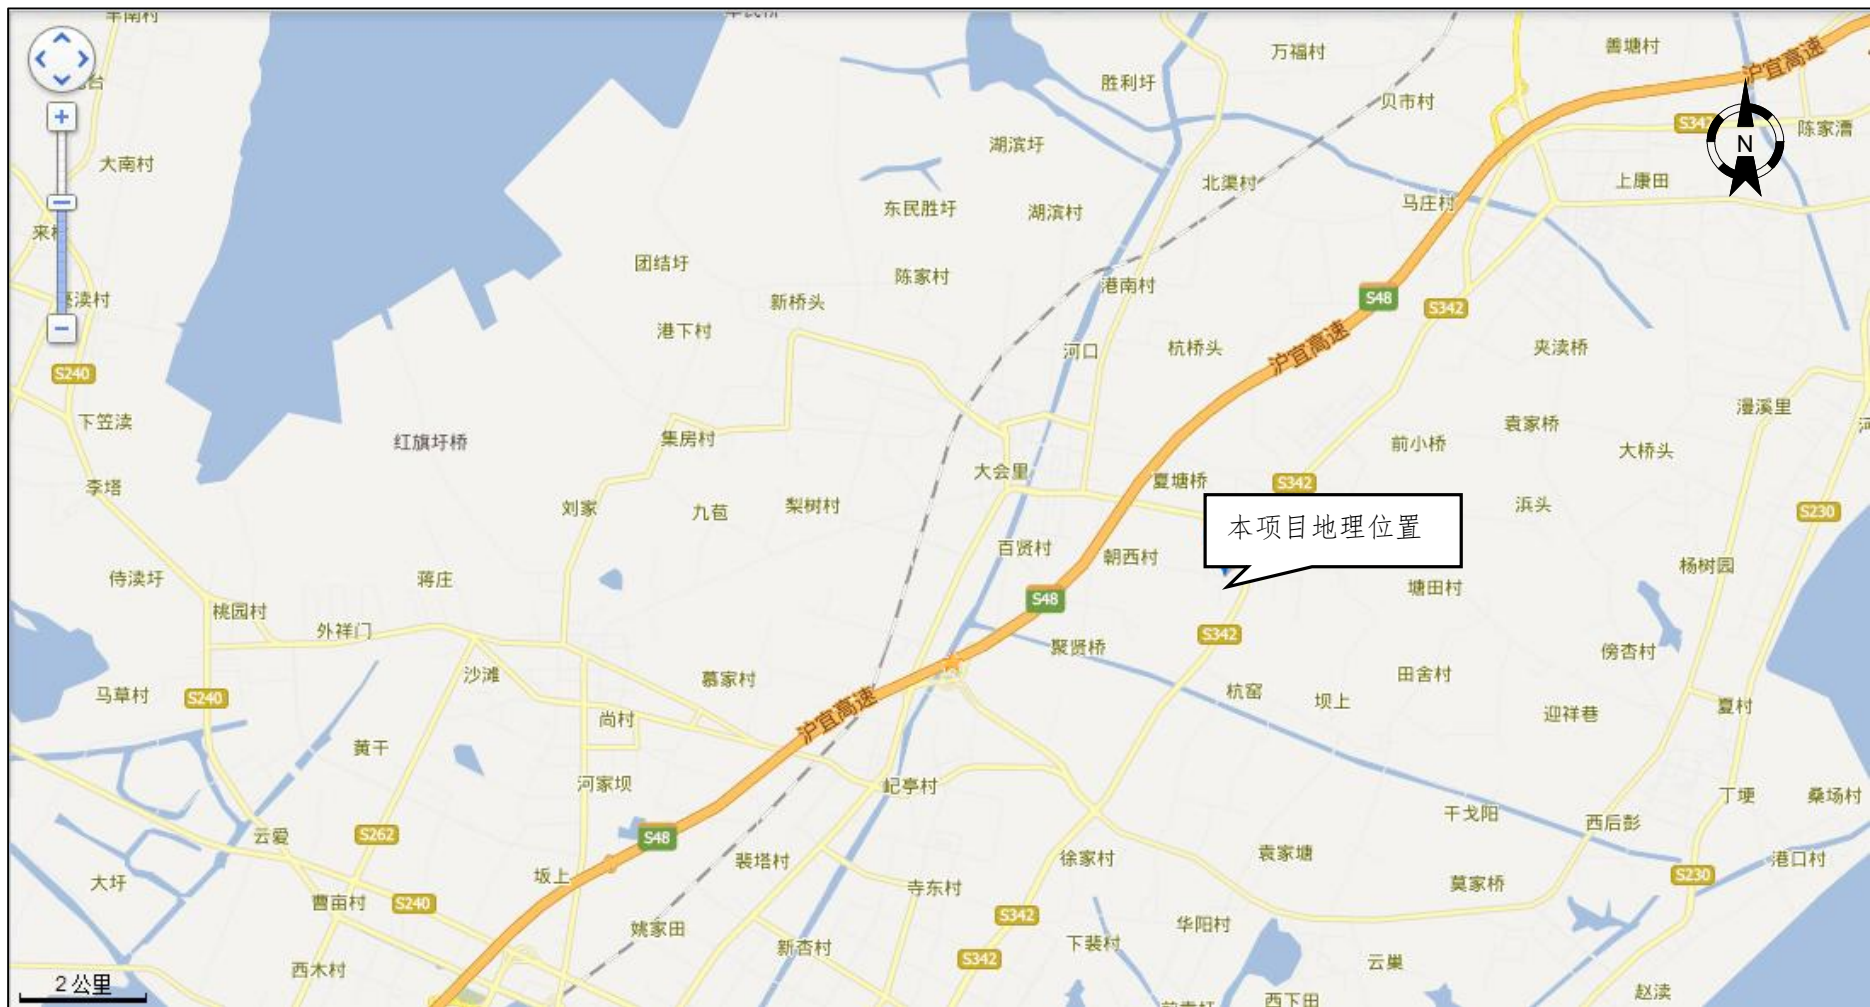 沪宜高速
万福村
善塘村
胜利圩
贝市村
S342
陈家漕
N
湖滨圩
大南村
北渠村
上康田
马庄村
东民胜圩
湖滨村
团结圩
陈家村
港南村
新桥头
S48
S342
港下村
河口
杭桥头
沪宜高速
夹渎桥
S240
漫溪里
下笠渎
红旗圩桥
集房村
前小桥
袁家桥
大桥头
大会里
夏塘桥
S342
李塔
刘家
九苞
梨树村
浜头
S230
本项目地理位置
百贤村
朝西村
杨树园
侍渎圩
蒋庄
塘田村
桃园村
外祥门
S48
S342
聚贤桥
傍杏村
沙滩
慕家村
田舍村
马草村
S240
杭窑
坝上
夏村
沪宜高速
尚村
迎祥巷
黄干
河家坝
屺亭村
丁埂
桑场村
干戈阳
西后彭
云爱
S262
S48
裴塔村
徐家村
袁家塘
港口村
大圩
坂上
寺东村
莫家桥
S230
曹亩村
S240
S342
华阳村
姚家田
新杏村
下裴村
S342
云巢
西木村
2 公里
赵渎
西下田